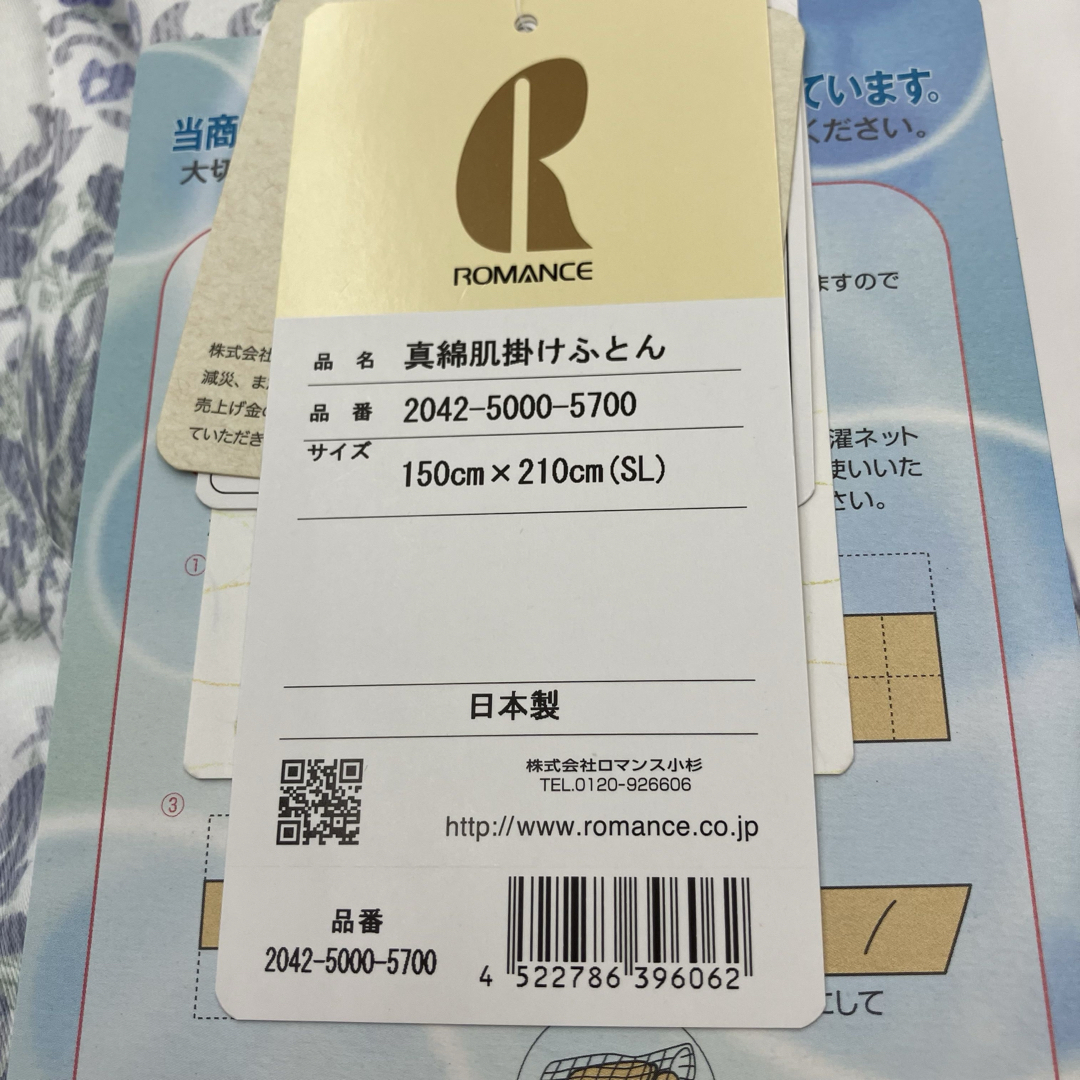 ROMANCE
品 名 真綿肌掛けふとん
品 番 2042-5000-5700
サイズ
150cm×210cm(SL)
日本製
株式会社ロマンス小杉
TEL.0120-926606
http://www.romance.co.jp
品番
2042-5000-5700
4 522786 396062
当商
ています。
大切
ください。
ますので
株式会社
減災、ま
売上げ金
ていただき
濯ネット
使いいた
さい。
①
③
にして